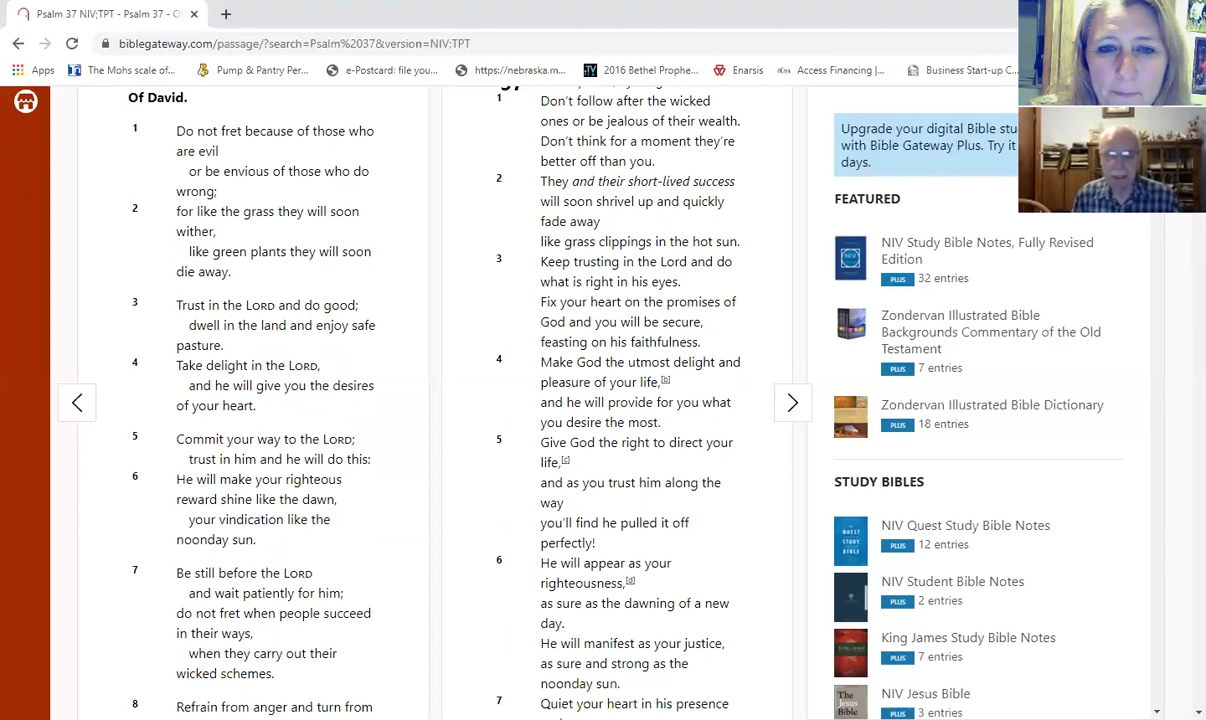 Psalm 37 NIV;TPT - Psalm 37 - C
biblegateway.com/passage/?search=Psalm%2037&version=NIV;TPT
Apps
The Mohs scale of...
Pump & Pantry Per...
e-Postcard: file you...
https://nebraska.m...
2016 Bethel Prophe...
Enarsis
Access Financing |...
Business Start-up C
Of David.
1 Do not fret because of those who
are evil
or be envious of those who do
wrong;
2 for like the grass they will soon
wither,
like green plants they will soon
die away.
3 Trust in the LORD and do good;
dwell in the land and enjoy safe
pasture.
4 Take delight in the LORD,
and he will give you the desires
of your heart.
5 Commit your way to the LORD;
trust in him and he will do this:
6 He will make your righteous
reward shine like the dawn,
your vindication like the
noonday sun.
7 Be still before the LORD
and wait patiently for him;
do not fret when people succeed
in their ways,
when they carry out their
wicked schemes.
8 Refrain from anger and turn from
1 Don't follow after the wicked
ones or be jealous of their wealth.
Don't think for a moment they're
better off than you.
2 They and their short-lived success
will soon shrivel up and quickly
fade away
like grass clippings in the hot sun.
3 Keep trusting in the Lord and do
what is right in his eyes.
Fix your heart on the promises of
God and you will be secure,
feasting on his faithfulness.
4 Make God the utmost delight and
pleasure of your life,[b]
and he will provide for you what
you desire the most.
5 Give God the right to direct your
life,[c]
and as you trust him along the
way
you'll find he pulled it off
perfectly!
6 He will appear as your
righteousness,[d]
as sure as the dawning of a new
day.
He will manifest as your justice,
as sure and strong as the
noonday sun.
7 Quiet your heart in his presence
Upgrade your digital Bible stu
with Bible Gateway Plus. Try it
days.
FEATURED
NIV Study Bible Notes, Fully Revised
Edition
PLUS 32 entries
Zondervan Illustrated Bible
Backgrounds Commentary of the Old
Testament
PLUS 7 entries
Zondervan Illustrated Bible Dictionary
PLUS 18 entries
STUDY BIBLES
NIV Quest Study Bible Notes
PLUS 12 entries
NIV Student Bible Notes
PLUS 2 entries
King James Study Bible Notes
PLUS 7 entries
NIV Jesus Bible
PLUS 3 entries